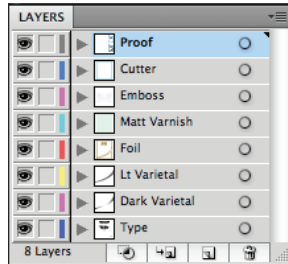 LAYERS
Proof
Cutter
Emboss
Matt Varnish
Foil
Lt Varietal
Dark Varietal
Type
8 Layers